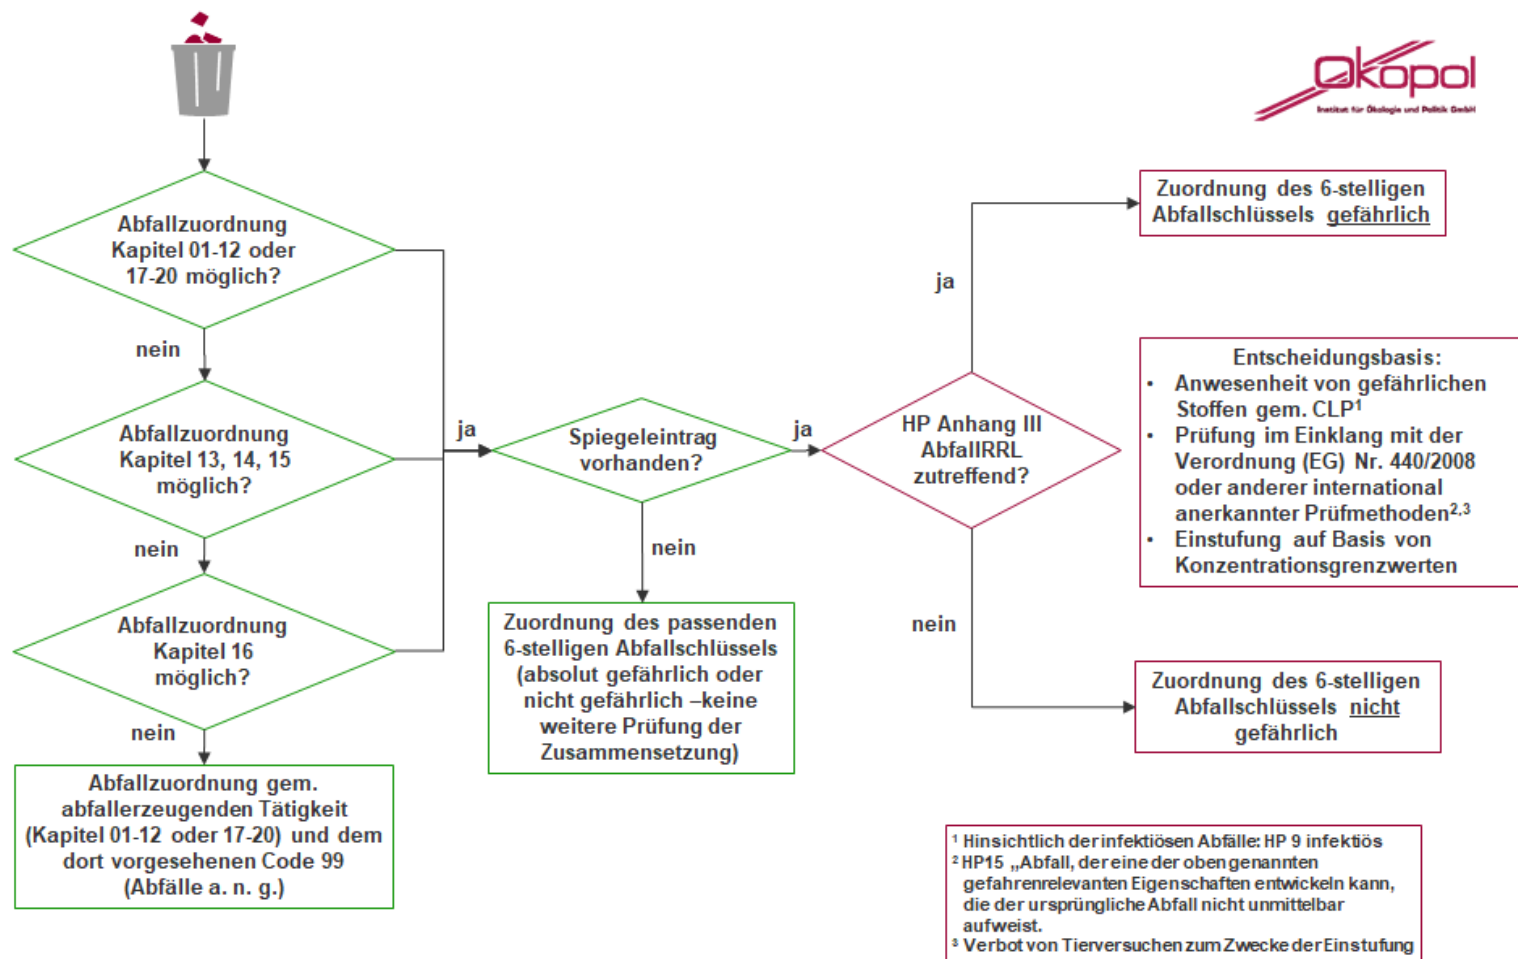 Ökopol
Institut für Ökologie und Politik GmbH
Abfallzuordnung
Kapitel 01-12 oder
17-20 möglich?
nein
Abfallzuordnung
Kapitel 13, 14, 15
möglich?
nein
Abfallzuordnung
Kapitel 16
möglich?
nein
Abfallzuordnung gem.
abfallerzeugenden Tätigkeit
(Kapitel 01-12 oder 17-20) und dem
dort vorgesehenen Code 99
(Abfälle a. n. g.)
ja
Spiegeleintrag
vorhanden?
nein
Zuordnung des passenden
6-stelligen Abfallschlüssels
(absolut gefährlich oder
nicht gefährlich –keine
weitere Prüfung der
Zusammensetzung)
ja
HP Anhang III
AbfallRRL
zutreffend?
ja
Zuordnung des 6-stelligen
Abfallschlüssels gefährlich
Entscheidungsbasis:
• Anwesenheit von gefährlichen
Stoffen gem. CLP¹
• Prüfung im Einklang mit der
Verordnung (EG) Nr. 440/2008
oder anderer international
anerkannter Prüfmethoden²,³
• Einstufung auf Basis von
Konzentrationsgrenzwerten
nein
Zuordnung des 6-stelligen
Abfallschlüssels nicht
gefährlich
¹ Hinsichtlich der infektiösen Abfälle: HP 9 infektiös
² HP15 „Abfall, der eine der oben genannten
gefahrenrelevanten Eigenschaften entwickeln kann,
die der ursprüngliche Abfall nicht unmittelbar
aufweist.
³ Verbot von Tierversuchen zum Zwecke der Einstufung